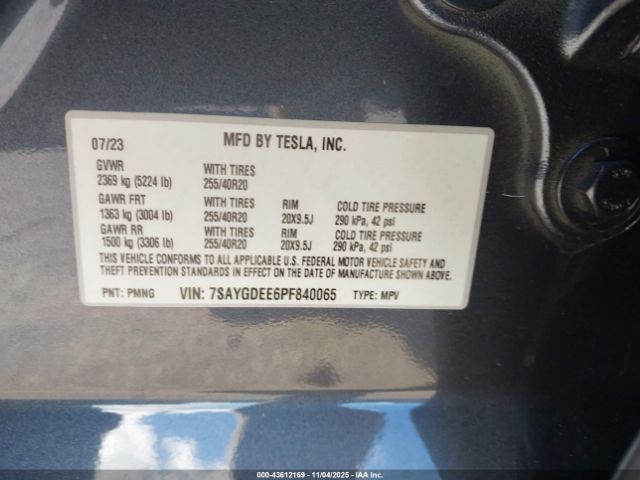 07/23 MFD BY TESLA, INC.
GVWR WITH TIRES
2369 kg (5224 lb) 255/40R20
GAWR FRT WITH TIRES RIM COLD TIRE PRESSURE
1363 kg (3004 lb) 255/40R20 20X9.5J 290 kPa, 42 psi
GAWR RR WITH TIRES RIM COLD TIRE PRESSURE
1500 kg (3306 lb) 255/40R20 20X9.5J 290 kPa, 42 psi
THIS VEHICLE CONFORMS TO ALL APPLICABLE U.S. FEDERAL MOTOR VEHICLE SAFETY AND
THEFT PREVENTION STANDARDS IN EFFECT ON THE DATE OF MANUFACTURE SHOWN ABOVE.
PNT: PMNG VIN: 7SAYGDEE6PF840065 TYPE: MPV
000-43612169 - 11/04/2025 - IAAI Inc.